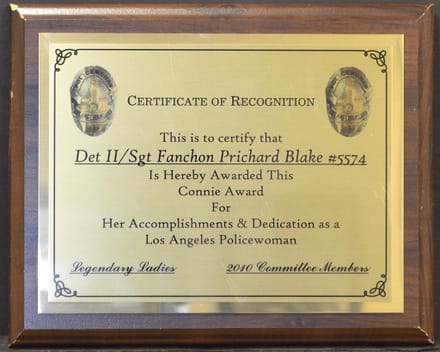 CERTIFICATE OF RECOGNITION
This is to certify that
Det II/Sgt Fanchon Prichard Blake #5574
Is Hereby Awarded This
Connie Award
For
Her Accomplishments & Dedication as a
Los Angeles Policewoman
Legendary Ladies 2010 Committee Members